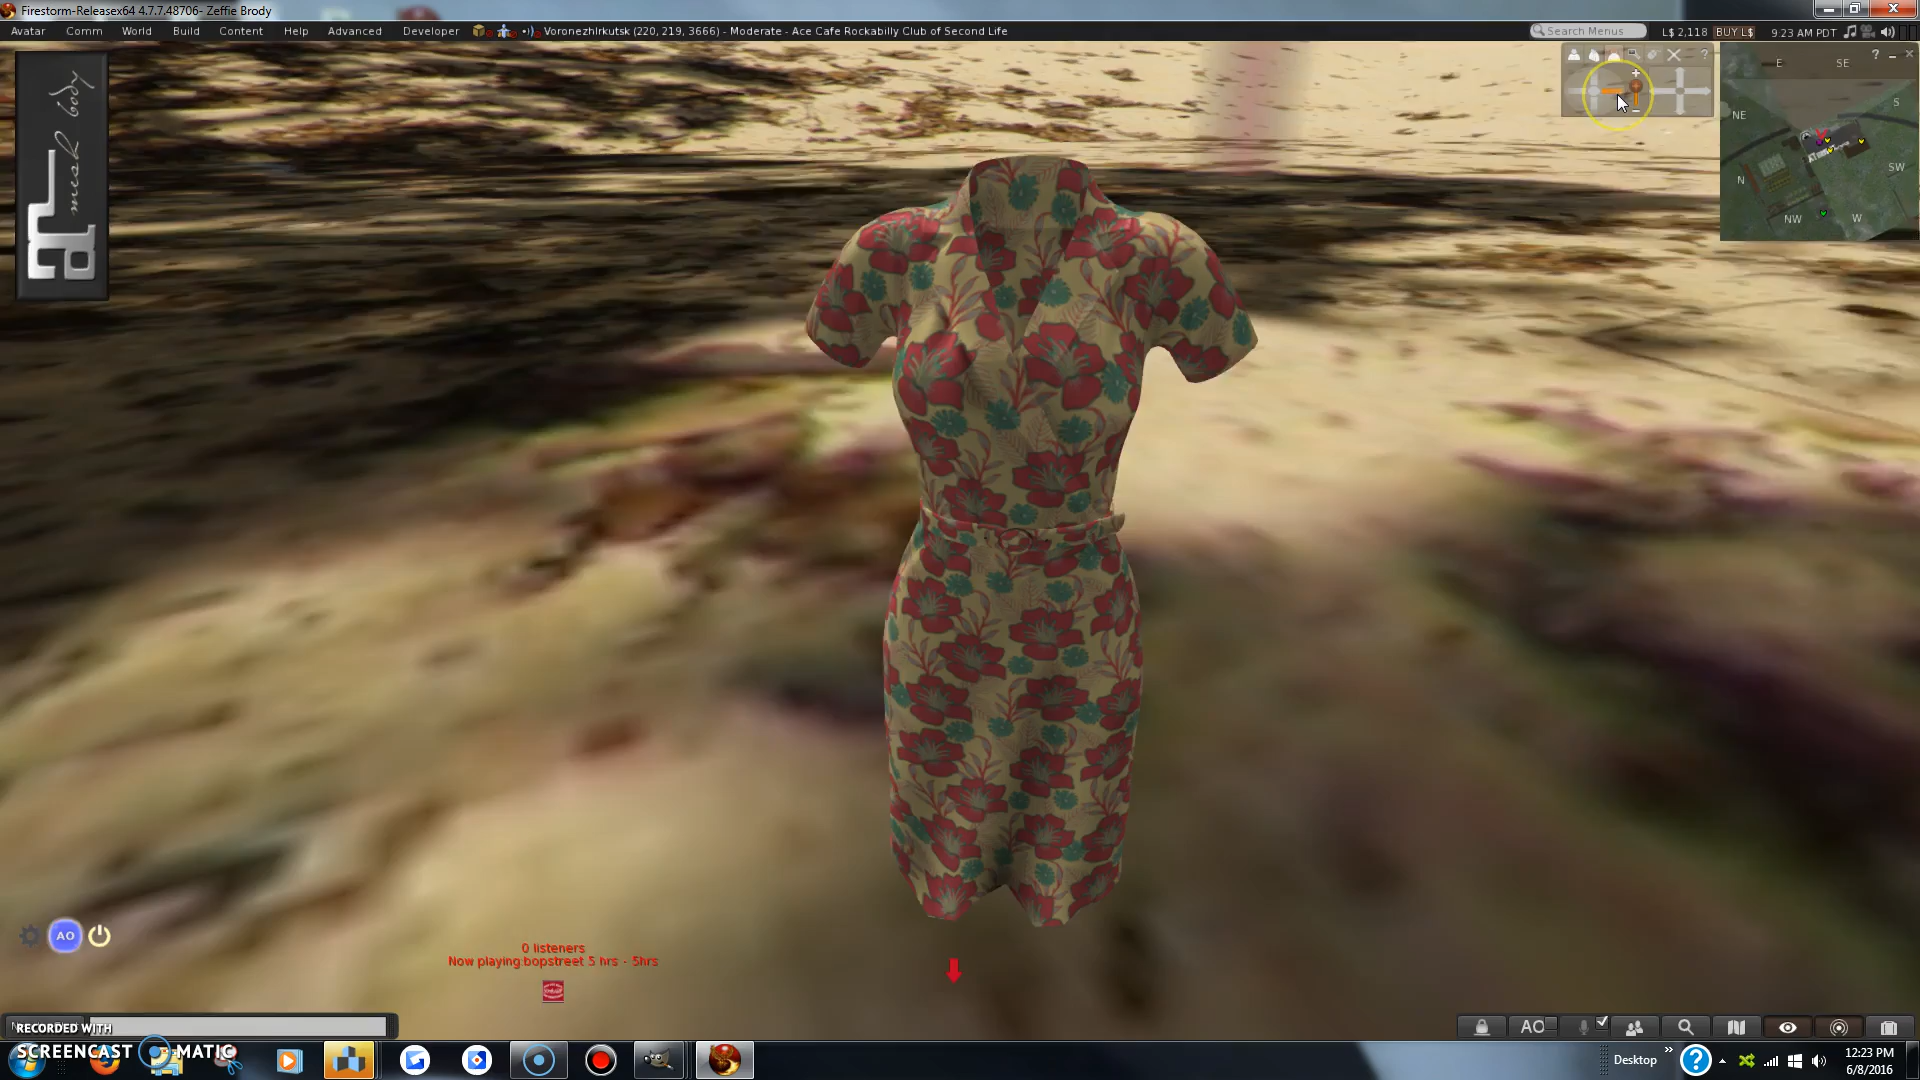 Firestorm-Releasex64 4.7.7.48706- Zeffie Brody
Avatar Comm World Build Content Help Advanced Developer VoronezhIrkutsk (220, 219, 3666) - Moderate - Ace Cafe Rockabilly Club of Second Life Search Menus L$ 2,118 BUY L$ 9:23 AM PDT
E SE
NE S
SW
N
NW W
mesh body
AO
0 listeners
Now playing:bopstreet 5 hrs - 5hrs
RECORDED WITH
SCREENCAST MATIC
AO
Desktop
12:23 PM
6/8/2016